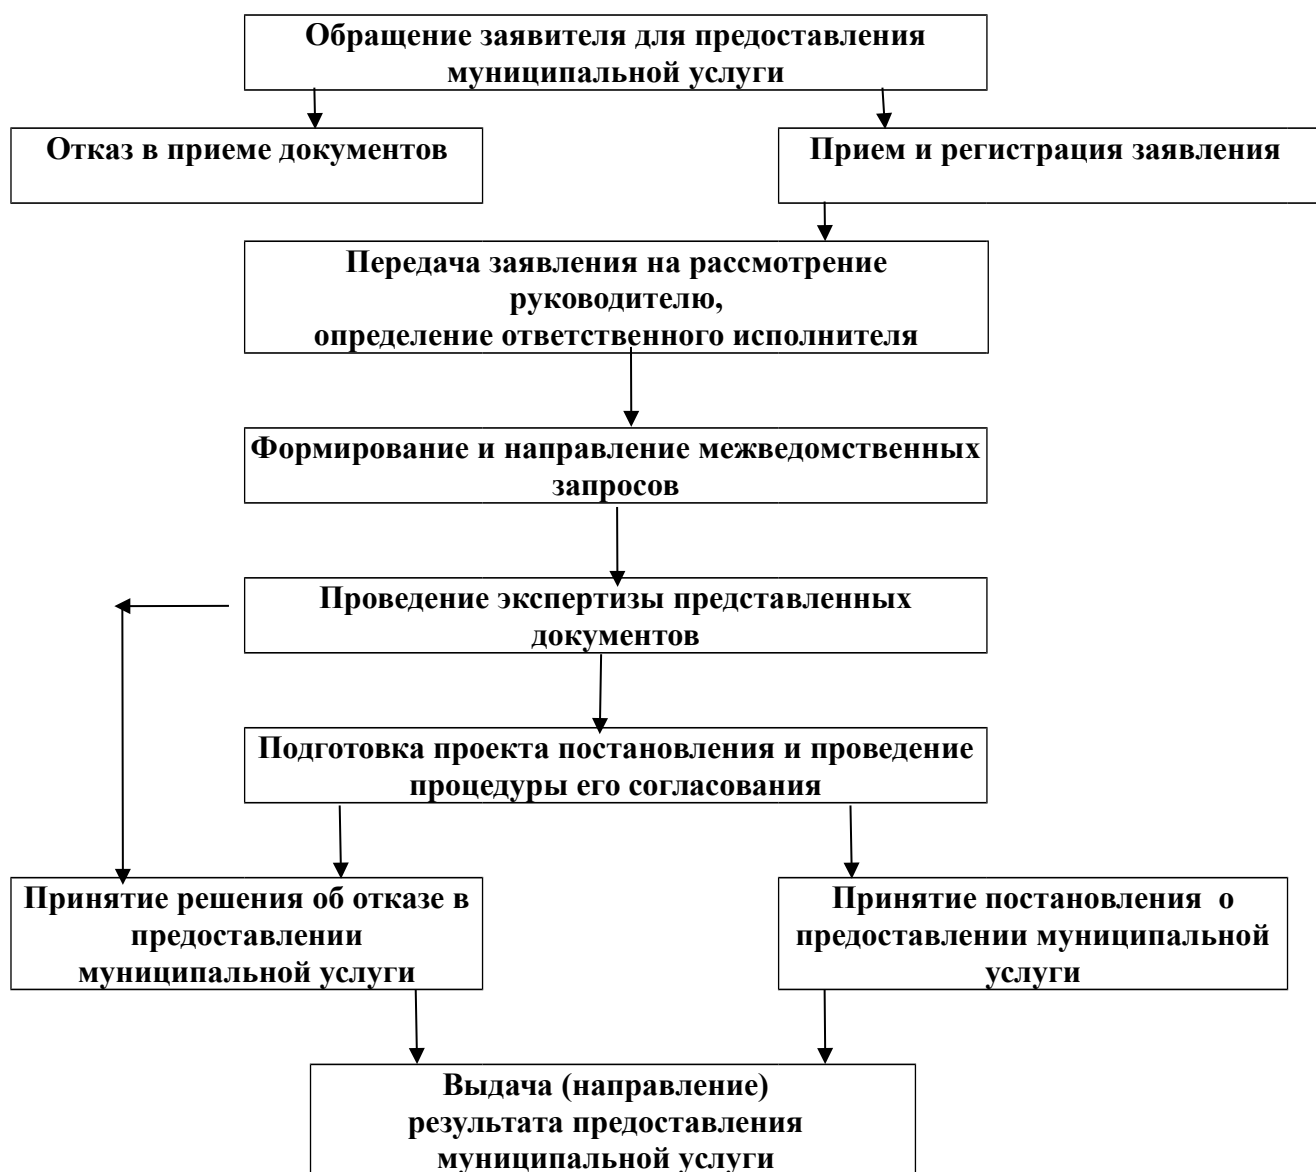 Обращение заявителя для предоставления
муниципальной услуги
Отказ в приеме документов
Прием и регистрация заявления
Передача заявления на рассмотрение
руководителю,
определение ответственного исполнителя
Формирование и направление межведомственных
запросов
Проведение экспертизы представленных
документов
Подготовка проекта постановления и проведение
процедуры его согласования
Принятие решения об отказе в
предоставлении
муниципальной услуги
Принятие постановления  о
предоставлении муниципальной
услуги
Выдача (направление)
результата предоставления
муниципальной услуги